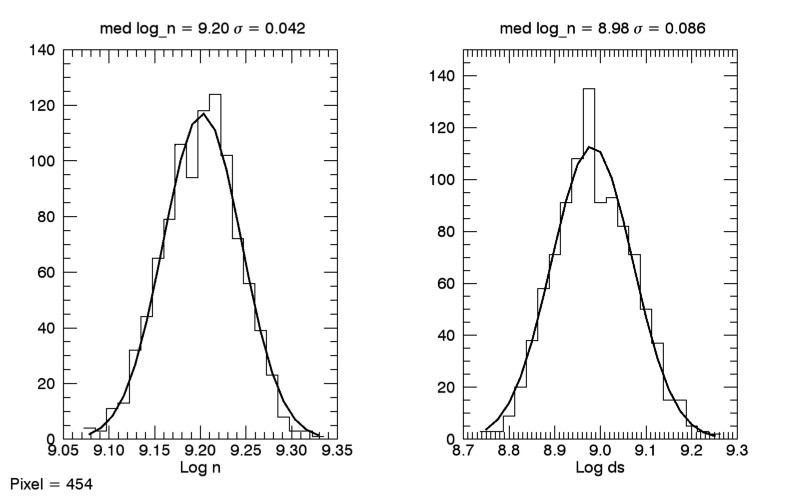 med log_n = 9.20 σ = 0.042
140
120
100
80
60
40
20
0
9.05 9.10 9.15 9.20 9.25 9.30 9.35
Log n
med log_n = 8.98 σ = 0.086
140
120
100
80
60
40
20
0
8.7 8.8 8.9 9.0 9.1 9.2 9.3
Log ds
Pixel = 454